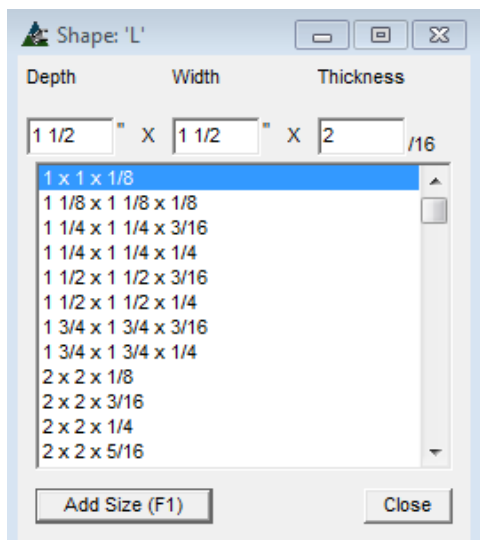 Shape: 'L'
Depth Width Thickness
1 1/2 " X 1 1/2 " X 2 /16
1 x 1 x 1/8
1 1/8 x 1 1/8 x 1/8
1 1/4 x 1 1/4 x 3/16
1 1/4 x 1 1/4 x 1/4
1 1/2 x 1 1/2 x 3/16
1 1/2 x 1 1/2 x 1/4
1 3/4 x 1 3/4 x 3/16
1 3/4 x 1 3/4 x 1/4
2 x 2 x 1/8
2 x 2 x 3/16
2 x 2 x 1/4
2 x 2 x 5/16
Add Size (F1) Close